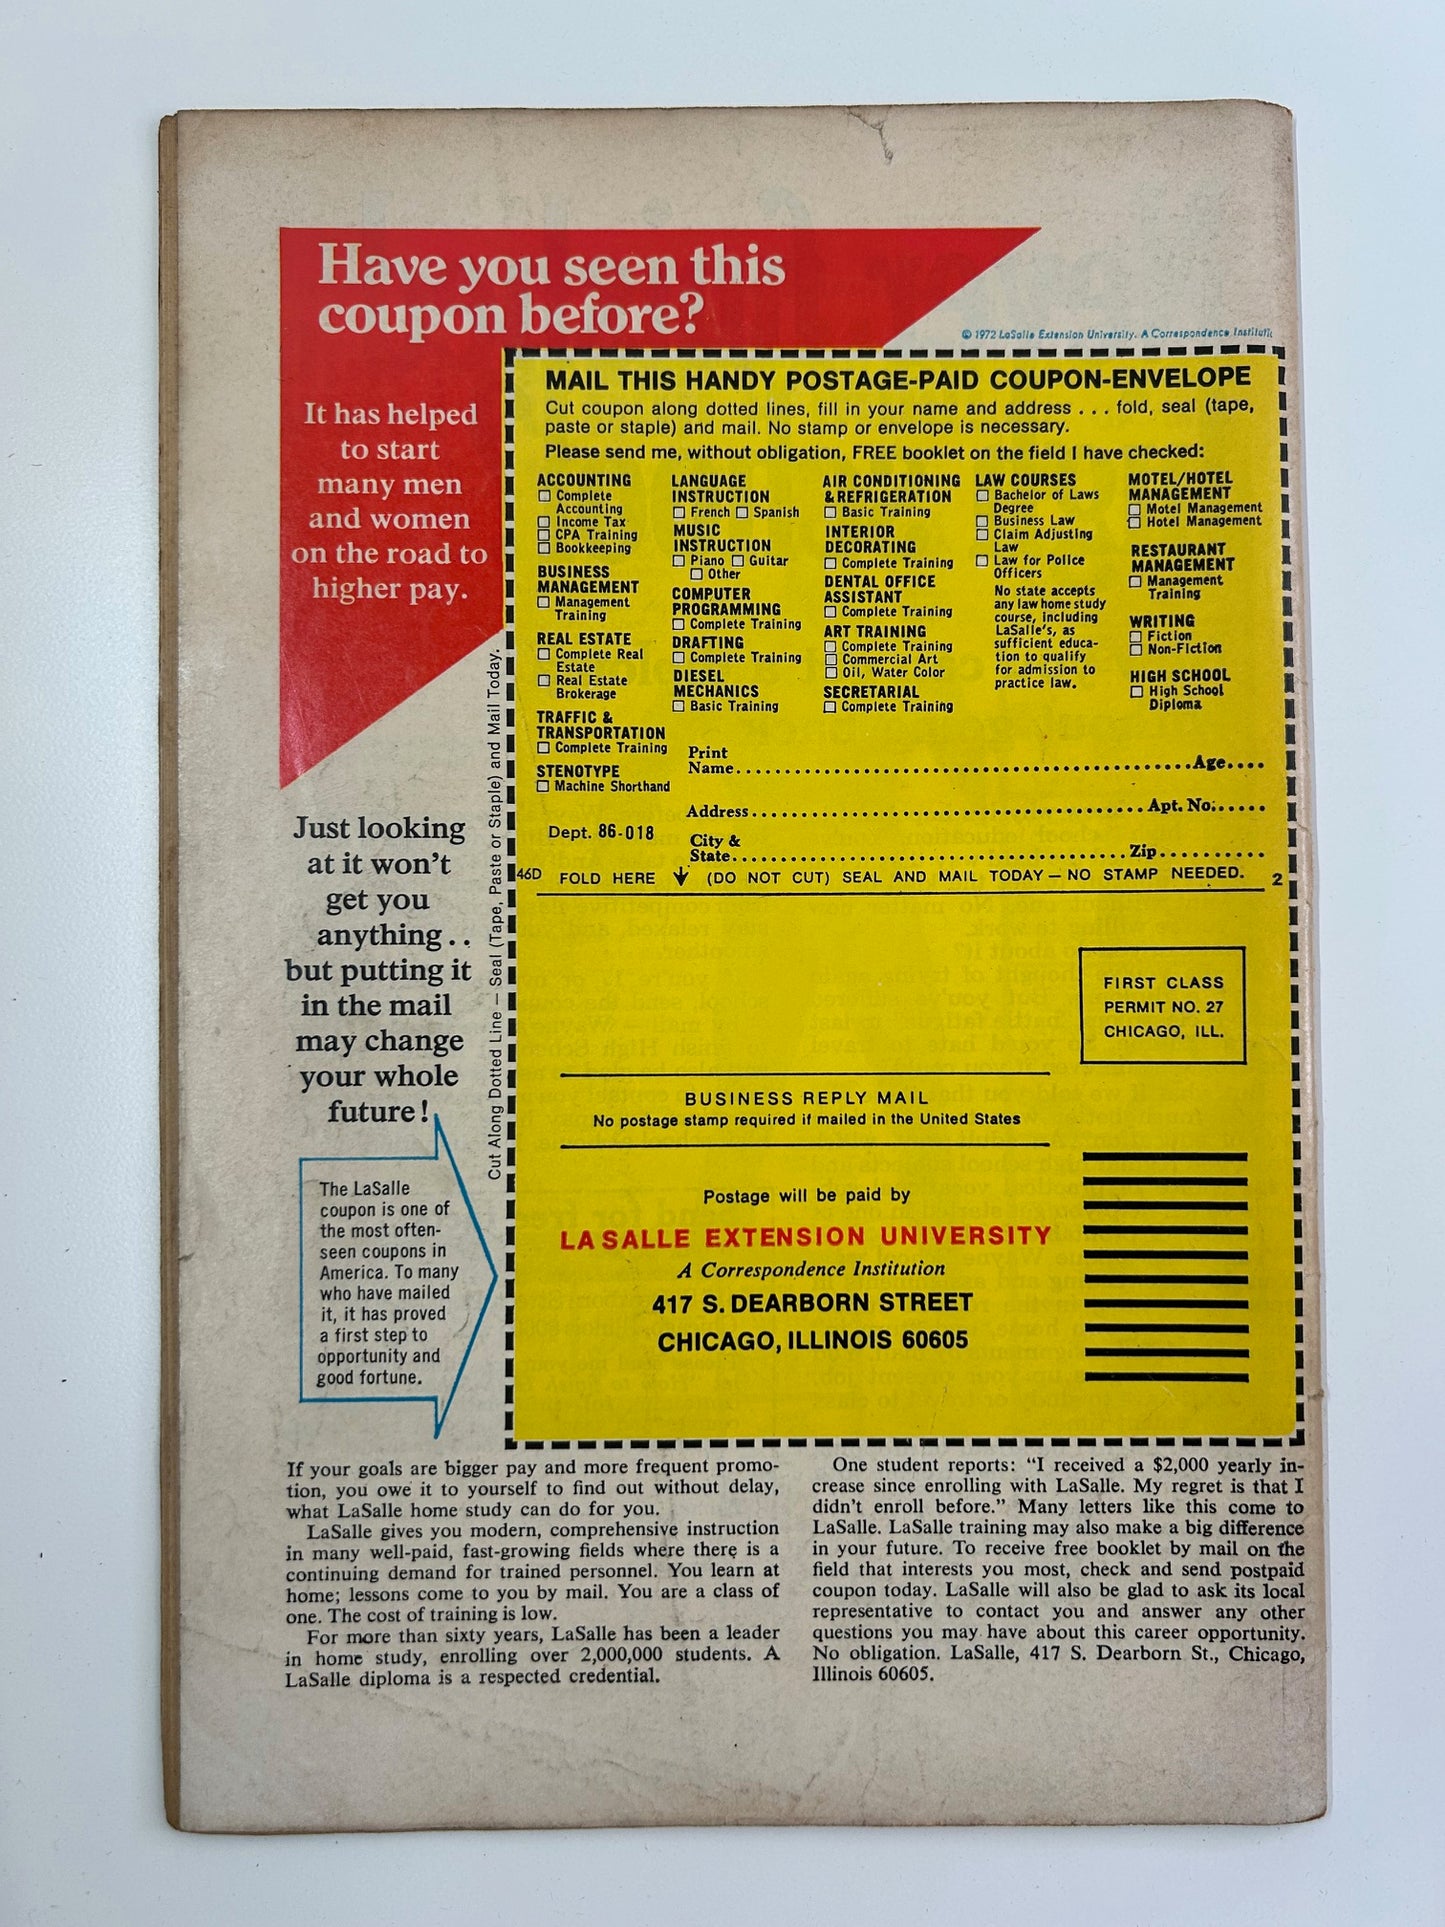 Have you seen this
coupon before?
© 1972 LaSalle Extension University. A Correspondence Institutic
It has helped
to start
many men
and women
on the road to
higher pay.
Just looking
at it won't
get you
anything . .
but putting it
in the mail
may change
your whole
future!
The LaSalle
coupon is one of
the most often-
seen coupons in
America. To many
who have mailed
it, it has proved
a first step to
opportunity and
good fortune.
Cut Along Dotted Line — Seal (Tape, Paste or Staple) and Mail Today.
MAIL THIS HANDY POSTAGE-PAID COUPON-ENVELOPE
Cut coupon along dotted lines, fill in your name and address . . . fold, seal (tape,
paste or staple) and mail. No stamp or envelope is necessary.
Please send me, without obligation, FREE booklet on the field I have checked:
ACCOUNTING
Complete
Accounting
Income Tax
CPA Training
Bookkeeping
BUSINESS
MANAGEMENT
Management
Training
REAL ESTATE
Complete Real
Estate
Real Estate
Brokerage
TRAFFIC &
TRANSPORTATION
Complete Training
STENOTYPE
Machine Shorthand
LANGUAGE
INSTRUCTION
French Spanish
MUSIC
INSTRUCTION
Piano Guitar
Other
COMPUTER
PROGRAMMING
Complete Training
DRAFTING
Complete Training
DIESEL
MECHANICS
Basic Training
AIR CONDITIONING
& REFRIGERATION
Basic Training
INTERIOR
DECORATING
Complete Training
DENTAL OFFICE
ASSISTANT
Complete Training
ART TRAINING
Complete Training
Commercial Art
Oil, Water Color
SECRETARIAL
Complete Training
LAW COURSES
Bachelor of Laws
Degree
Business Law
Claim Adjusting
Law
Law for Police
Officers
No state accepts
any law home study
course, including
LaSalle's, as
sufficient educa-
tion to qualify
for admission to
practice law.
MOTEL/HOTEL
MANAGEMENT
Motel Management
Hotel Management
RESTAURANT
MANAGEMENT
Management
Training
WRITING
Fiction
Non-Fiction
HIGH SCHOOL
High School
Diploma
Print
Name Age
Address Apt. No.
Dept. 86-018
City &
State Zip
46D FOLD HERE ↓ (DO NOT CUT) SEAL AND MAIL TODAY — NO STAMP NEEDED. 2
FIRST CLASS
PERMIT NO. 27
CHICAGO, ILL.
BUSINESS REPLY MAIL
No postage stamp required if mailed in the United States
Postage will be paid by
LA SALLE EXTENSION UNIVERSITY
A Correspondence Institution
417 S. DEARBORN STREET
CHICAGO, ILLINOIS 60605
If your goals are bigger pay and more frequent promo-
tion, you owe it to yourself to find out without delay,
what LaSalle home study can do for you.
LaSalle gives you modern, comprehensive instruction
in many well-paid, fast-growing fields where there is a
continuing demand for trained personnel. You learn at
home; lessons come to you by mail. You are a class of
one. The cost of training is low.
For more than sixty years, LaSalle has been a leader
in home study, enrolling over 2,000,000 students. A
LaSalle diploma is a respected credential.
One student reports: "I received a $2,000 yearly in-
crease since enrolling with LaSalle. My regret is that I
didn't enroll before." Many letters like this come to
LaSalle. LaSalle training may also make a big difference
in your future. To receive free booklet by mail on the
field that interests you most, check and send postpaid
coupon today. LaSalle will also be glad to ask its local
representative to contact you and answer any other
questions you may have about this career opportunity.
No obligation. LaSalle, 417 S. Dearborn St., Chicago,
Illinois 60605.